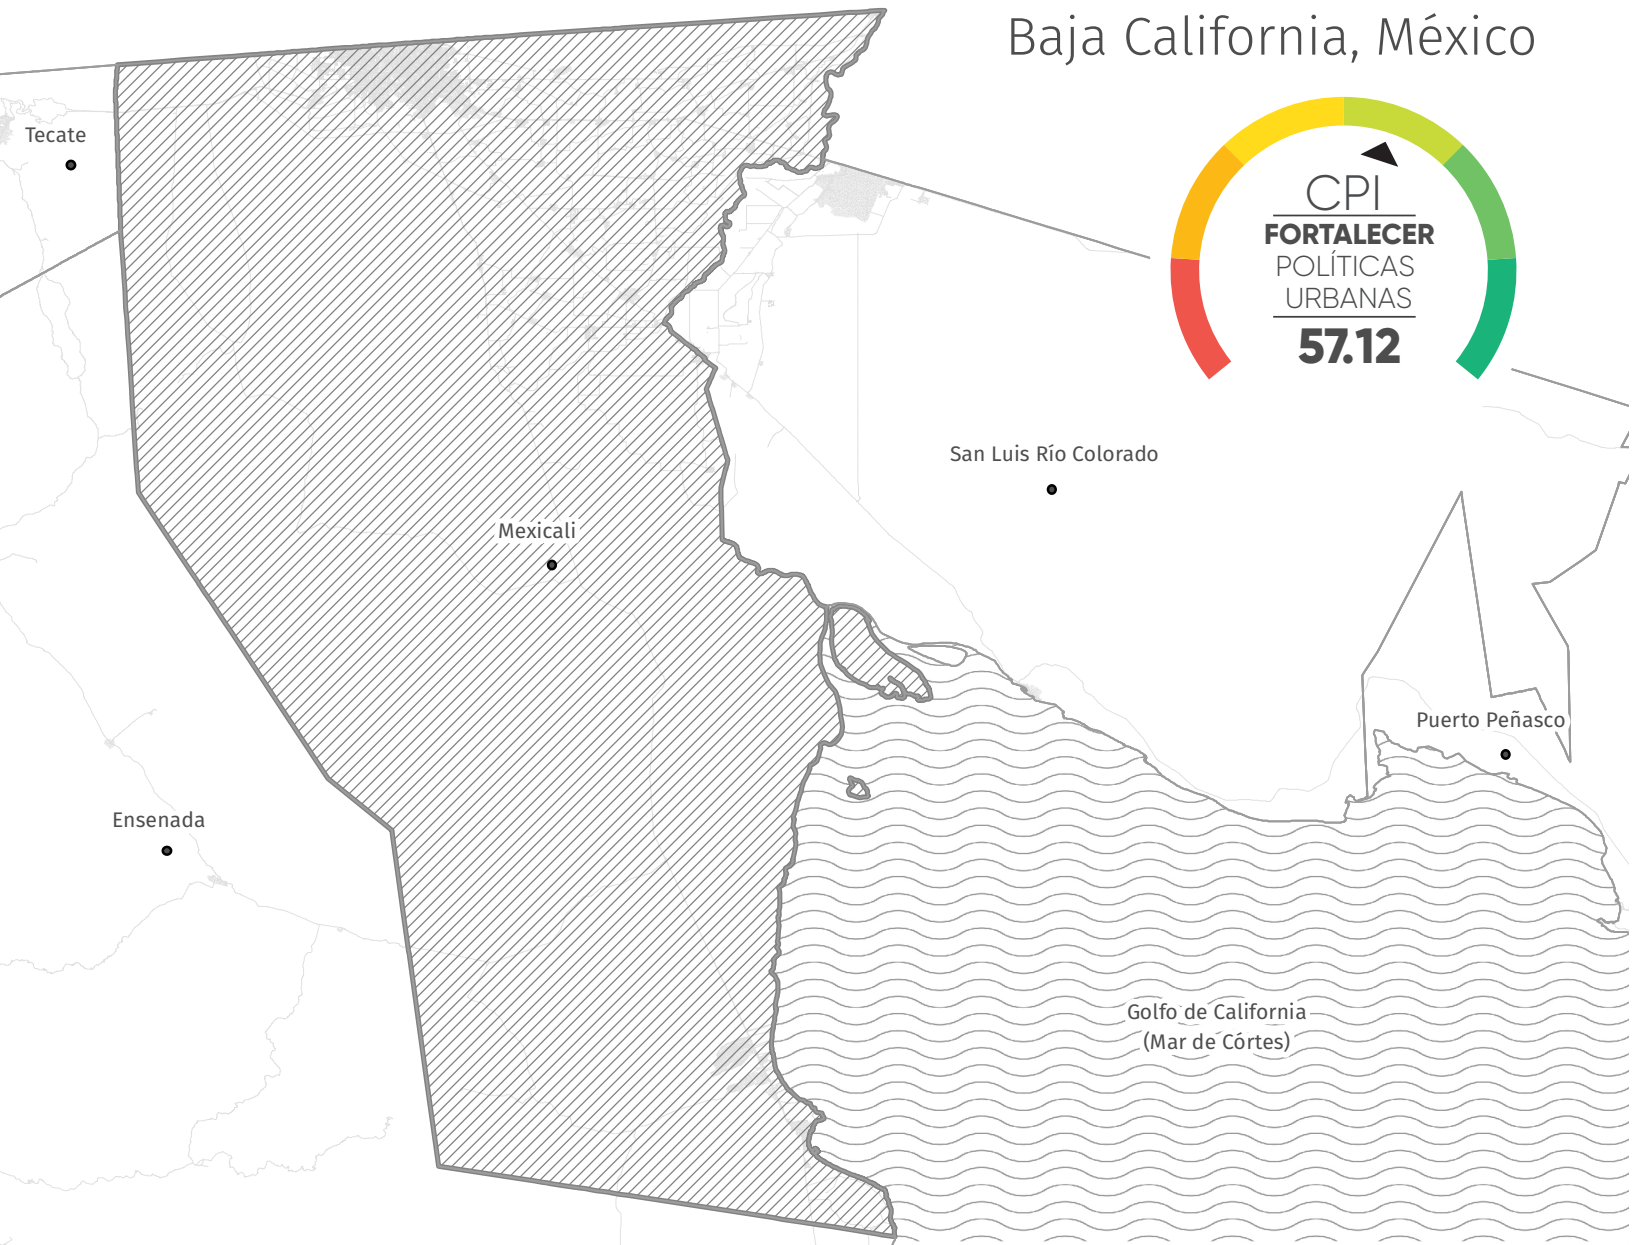 Baja California, México
Tecate
CPI
FORTALECER
POLÍTICAS
URBANAS
57.12
San Luis Río Colorado
Mexicali
Puerto Peñasco
Ensenada
Golfo de California
(Mar de Córtes)